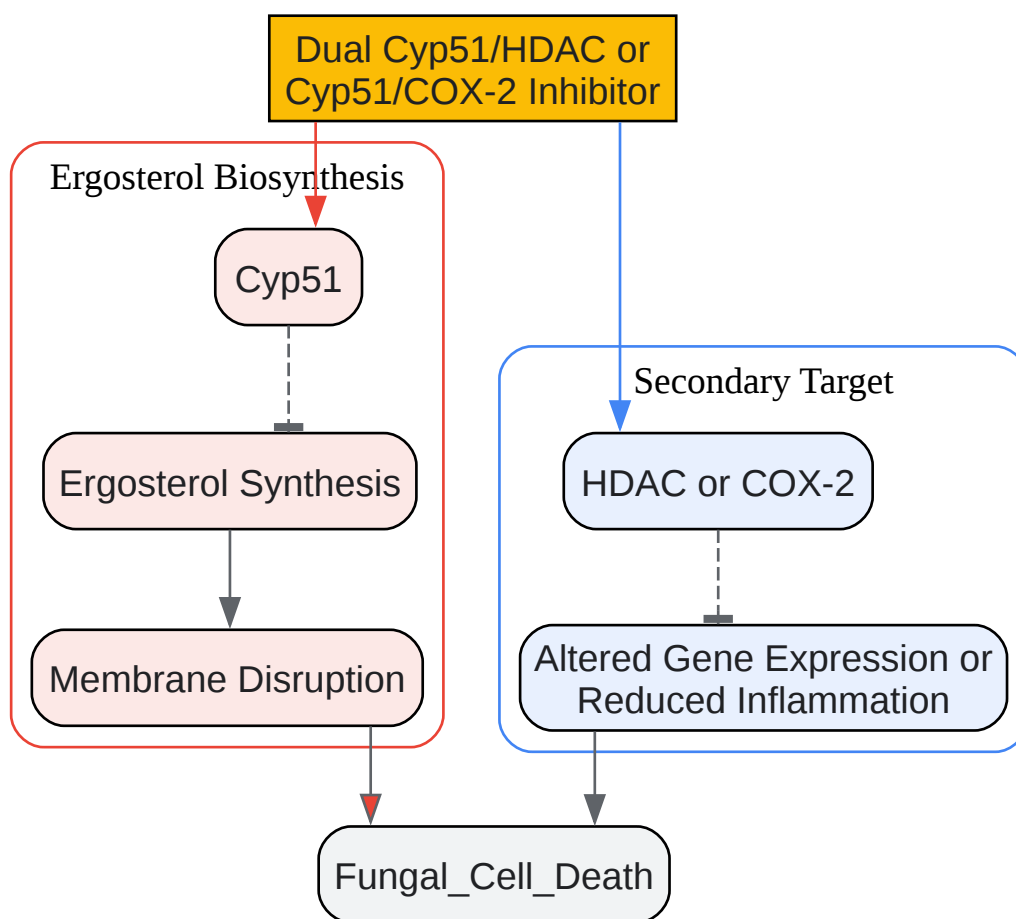 Dual Cyp51/HDAC or
Cyp51/COX-2 Inhibitor
Ergosterol Biosynthesis
Cyp51
Secondary Target
Ergosterol Synthesis
HDAC or COX-2
Membrane Disruption
Altered Gene Expression or
Reduced Inflammation
Fungal_Cell_Death